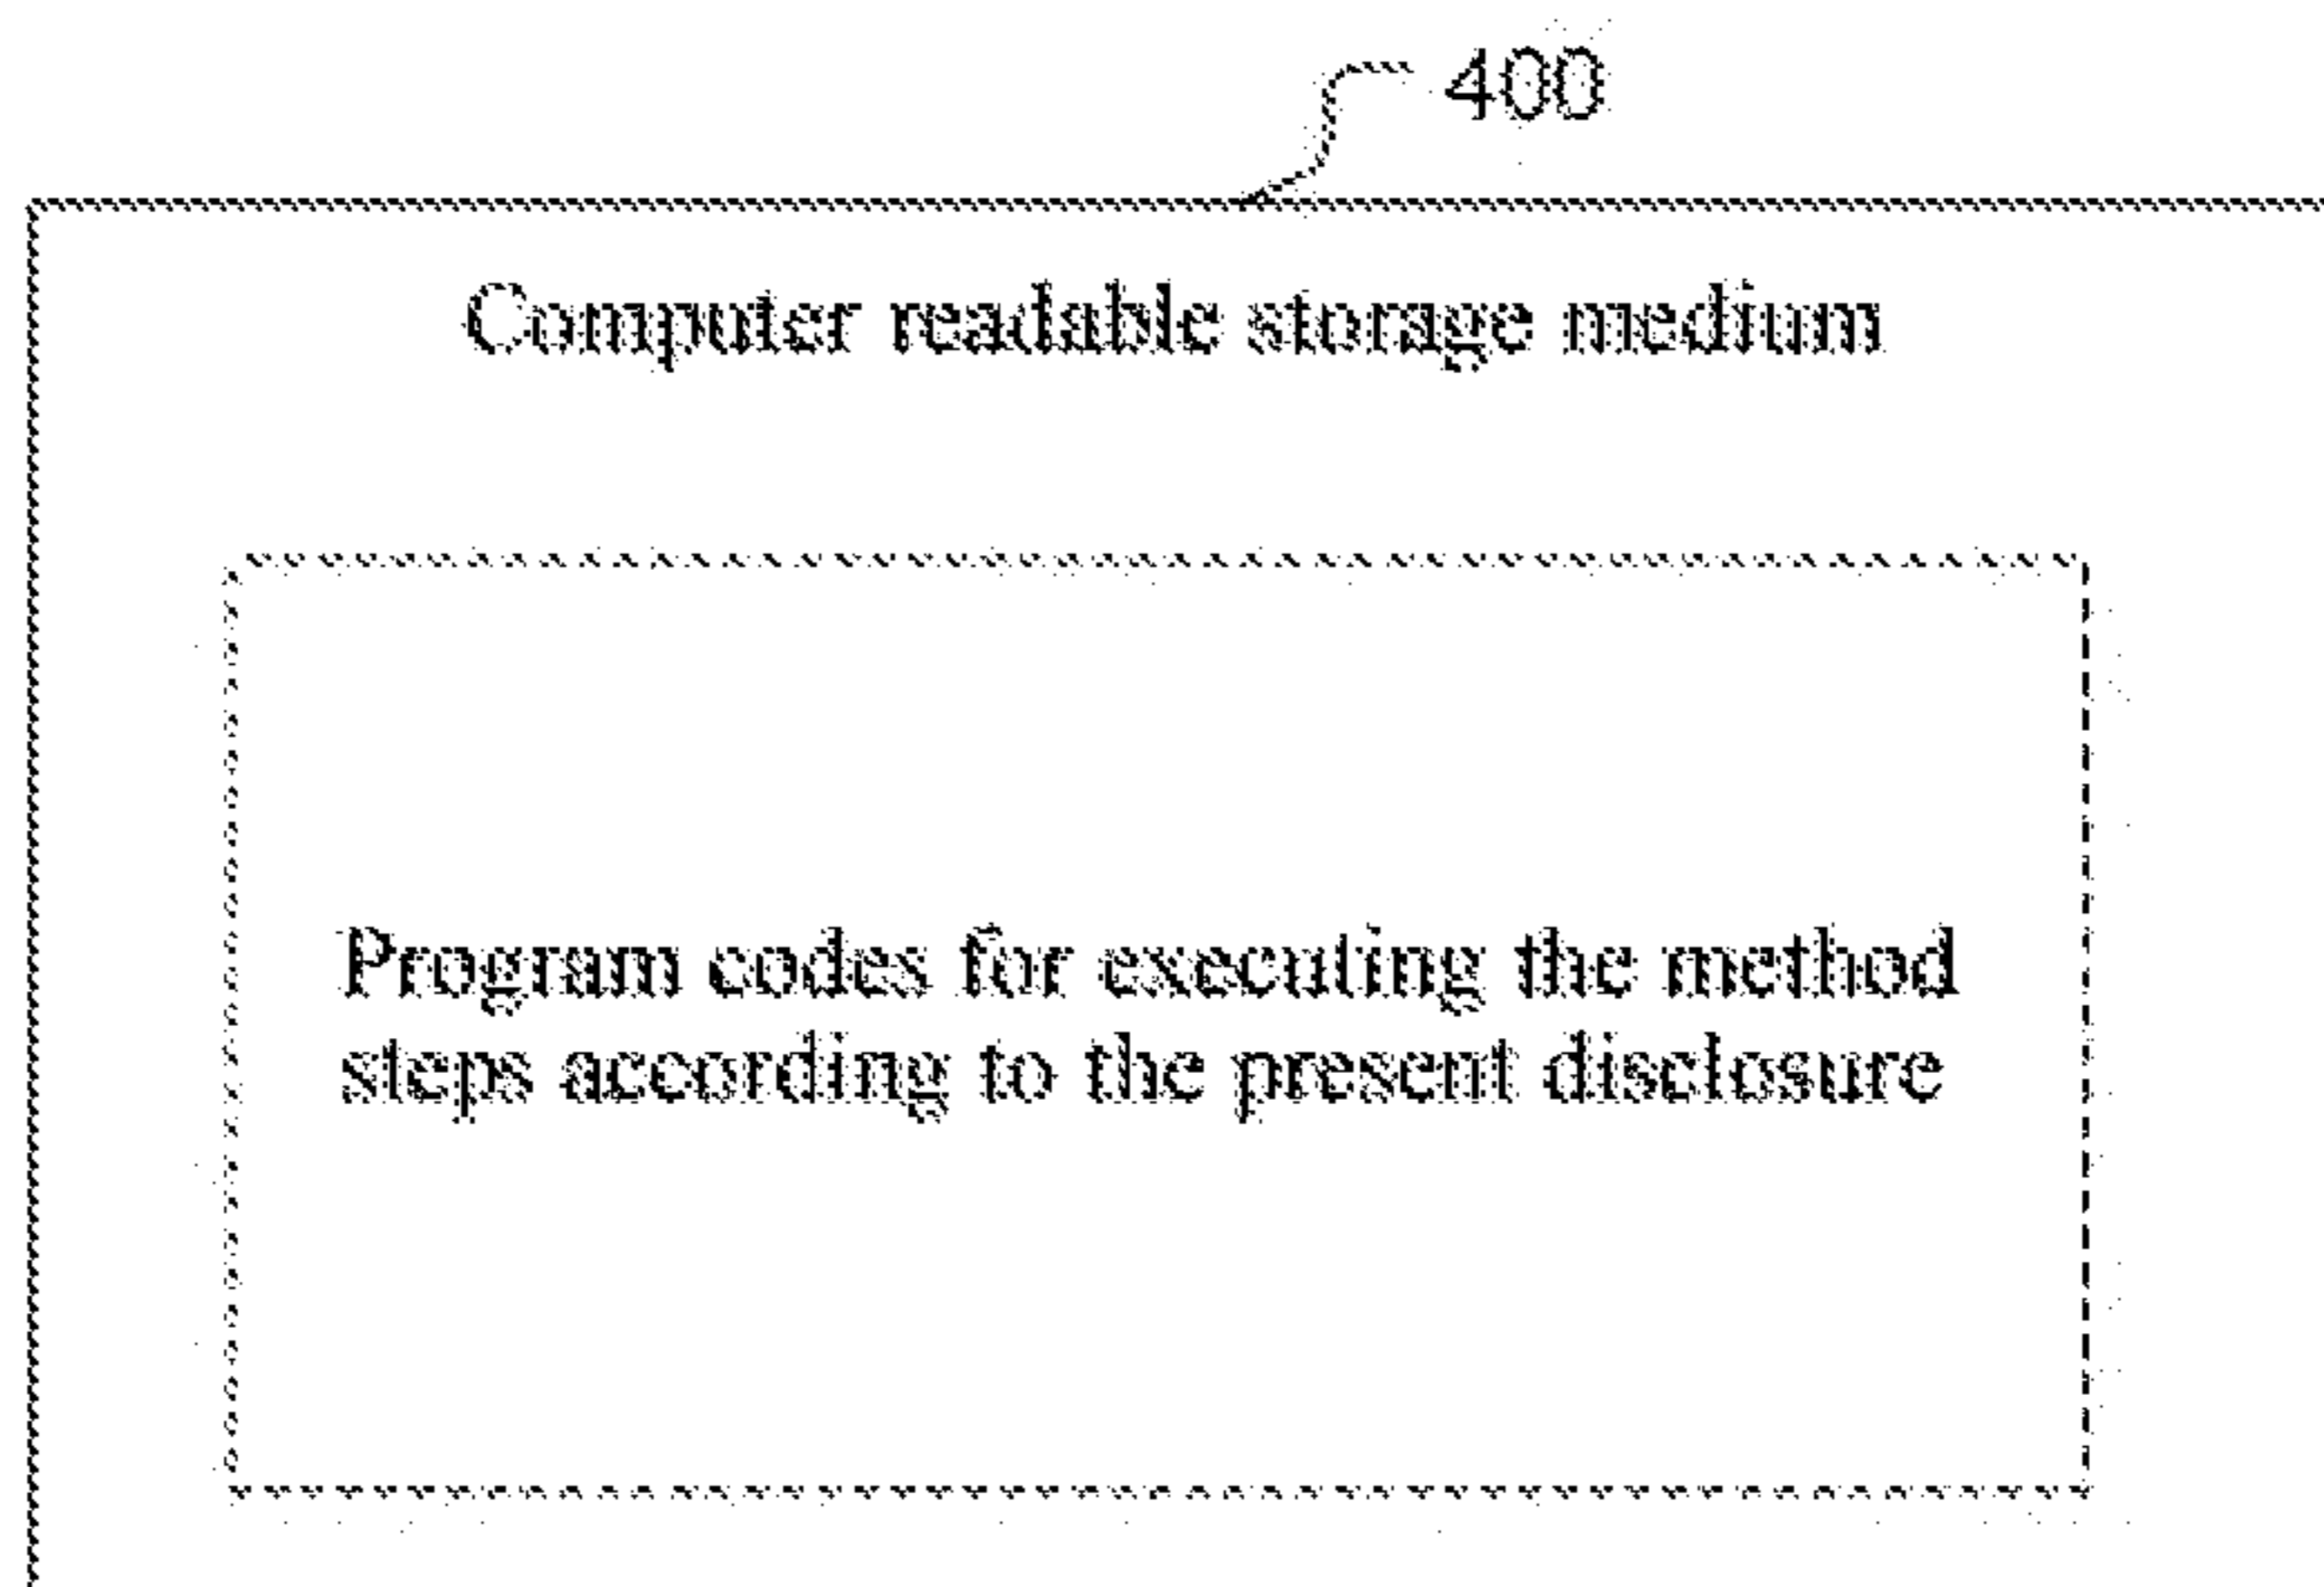 400
Computer readable storage medium
Program codes for executing the method
steps according to the present disclosure